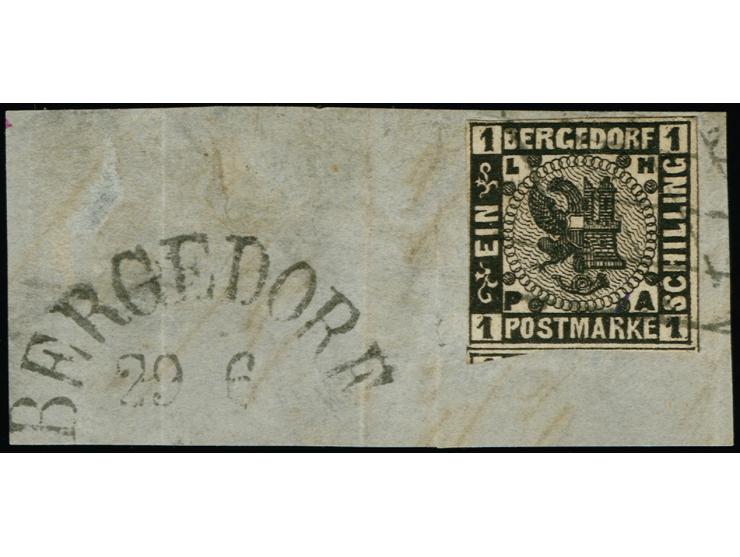 BERGEDORF
29 6
1 BERGEDORF 1
L H
EIN
SCHILLING
P A
1 POSTMARKE 1